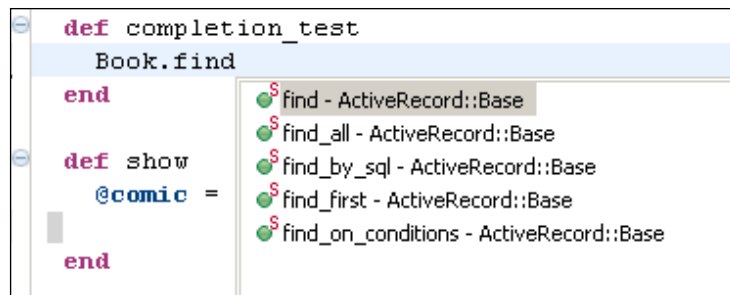 def completion_test
Book.find
end
find - ActiveRecord::Base
find_all - ActiveRecord::Base
find_by_sql - ActiveRecord::Base
find_first - ActiveRecord::Base
find_on_conditions - ActiveRecord::Base
def show
@comic =
end